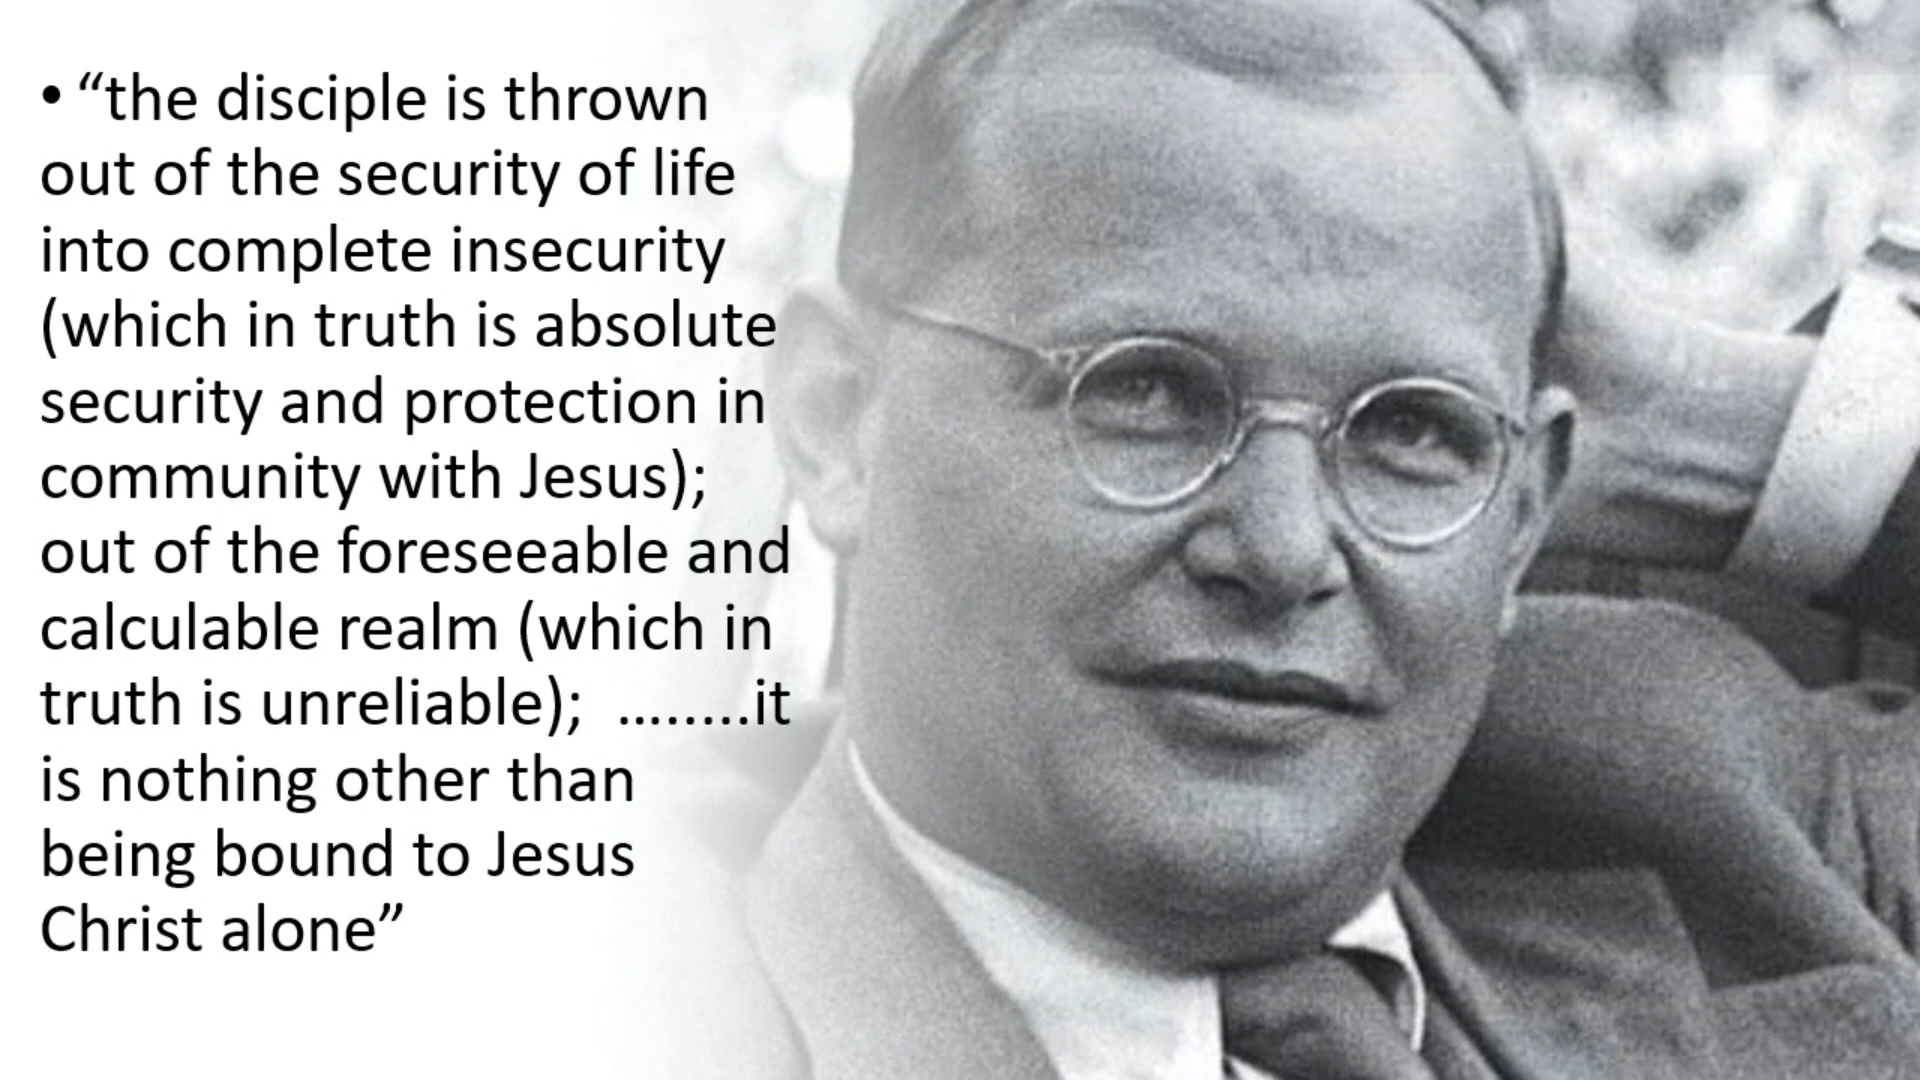 • “the disciple is thrown
out of the security of life
into complete insecurity
(which in truth is absolute
security and protection in
community with Jesus);
out of the foreseeable and
calculable realm (which in
truth is unreliable);  ........it
is nothing other than
being bound to Jesus
Christ alone”